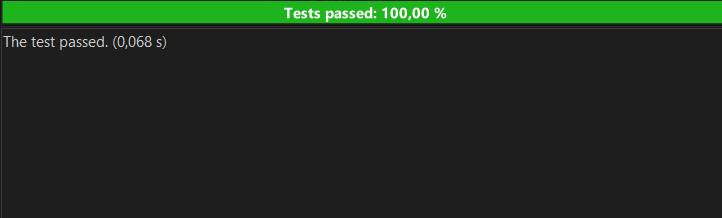 Tests passed: 100,00 %
The test passed. (0,068 s)